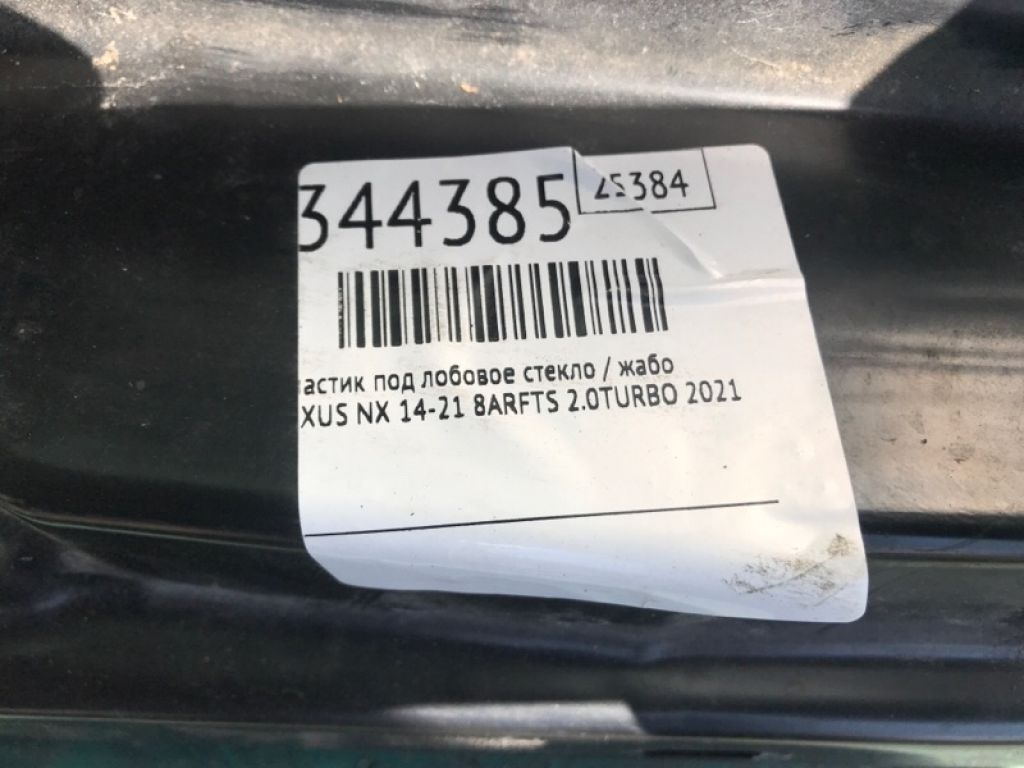 344385
25384
астик под лобовое стекло / жабо
XUS NX 14-21 8ARFTS 2.0TURBO 2021